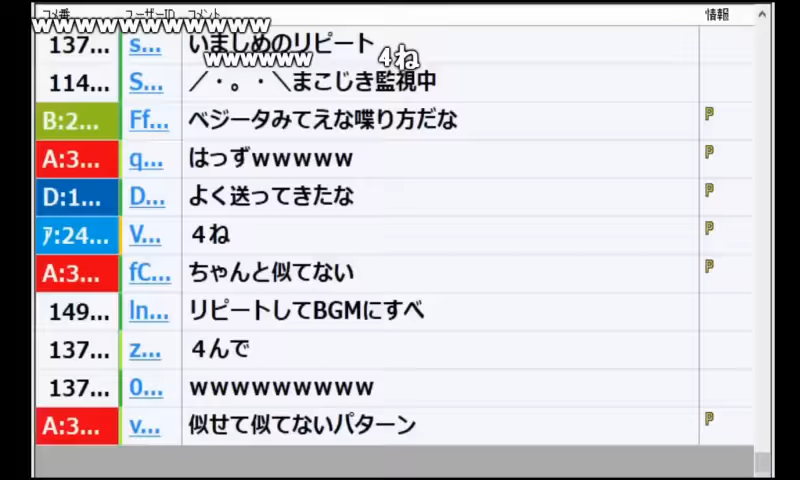 コメ番 ユーザーID コメント 情報
wwwwwwwwwww
137... s... いましめのリピート
wwwwww 4ね
114... S... ／・。・＼まこじき監視中
B:2... Ff... ベジータみてえな喋り方だな P
A:3... q... はっずwwwww P
D:1... D... よく送ってきたな P
ｱ:24... V... 4ね P
A:3... fC... ちゃんと似てない P
149... In... リピートしてBGMにすべ
137... z... 4んで
137... 0... wwwwwwwww
A:3... v... 似せて似てないパターン P